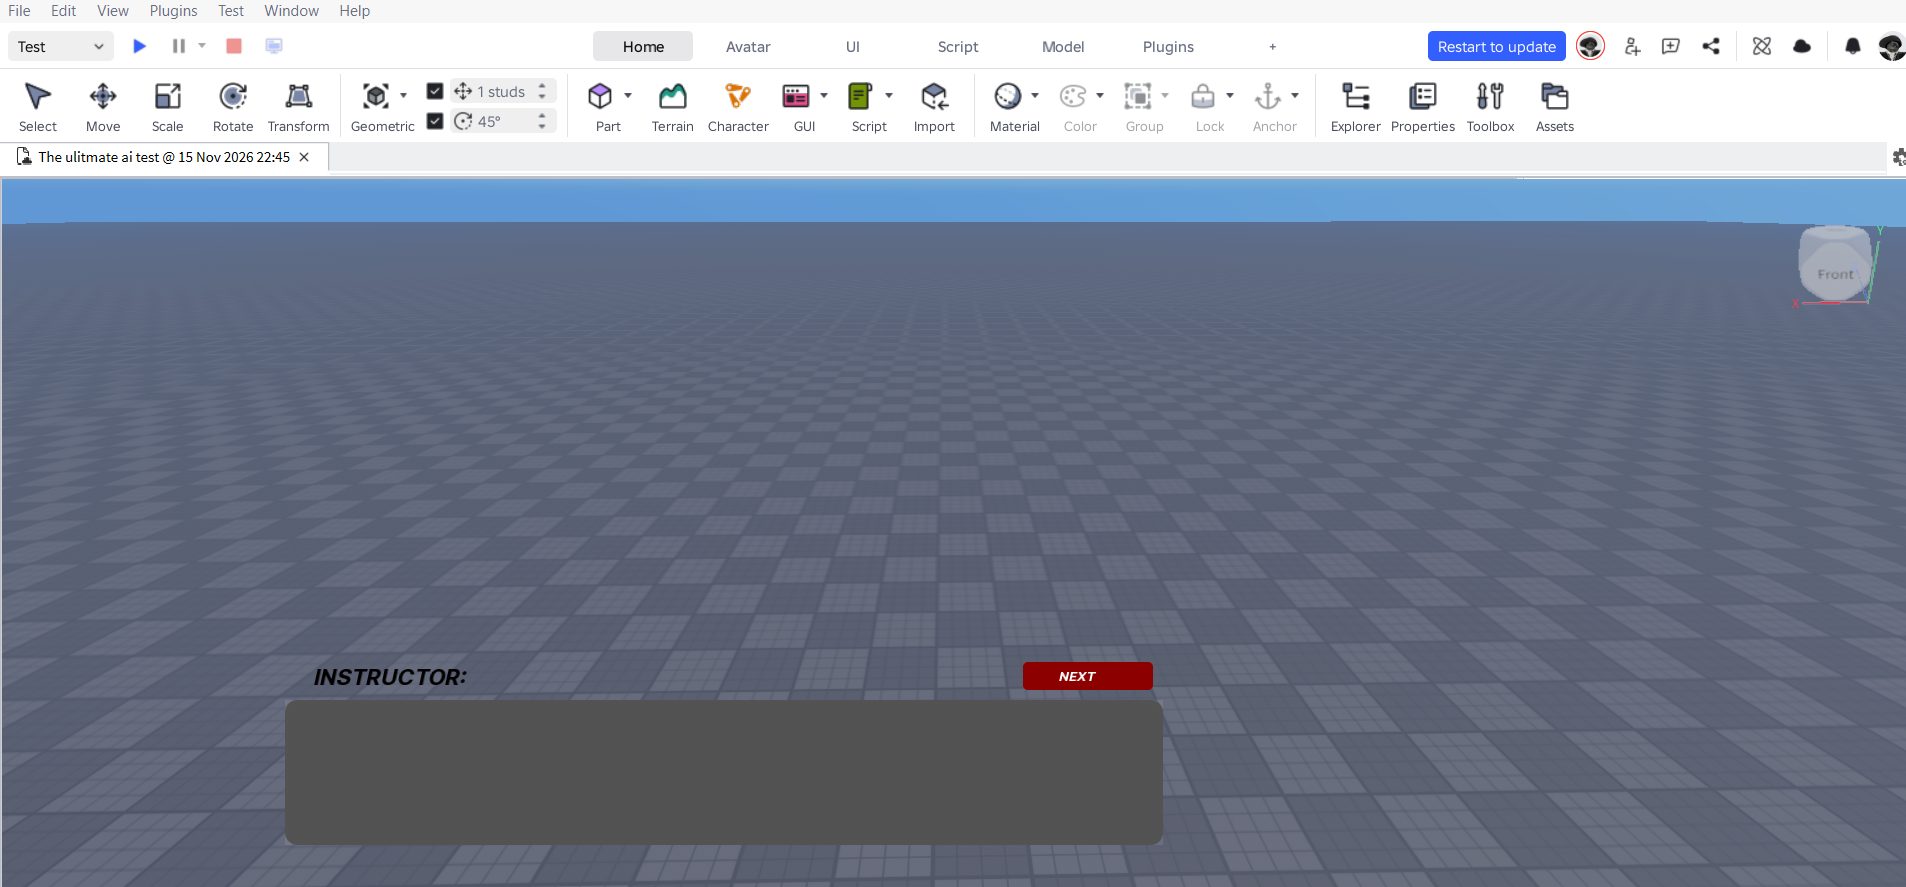 File Edit View Plugins Test Window Help
Test Home Avatar UI Script Model Plugins + Restart to update
1 studs
45°
Select Move Scale Rotate Transform Geometric Part Terrain Character GUI Script Import Material Color Group Lock Anchor Explorer Properties Toolbox Assets
The ulitmate ai test @ 15 Nov 2026 22:45
Y
Front
X
INSTRUCTOR: NEXT